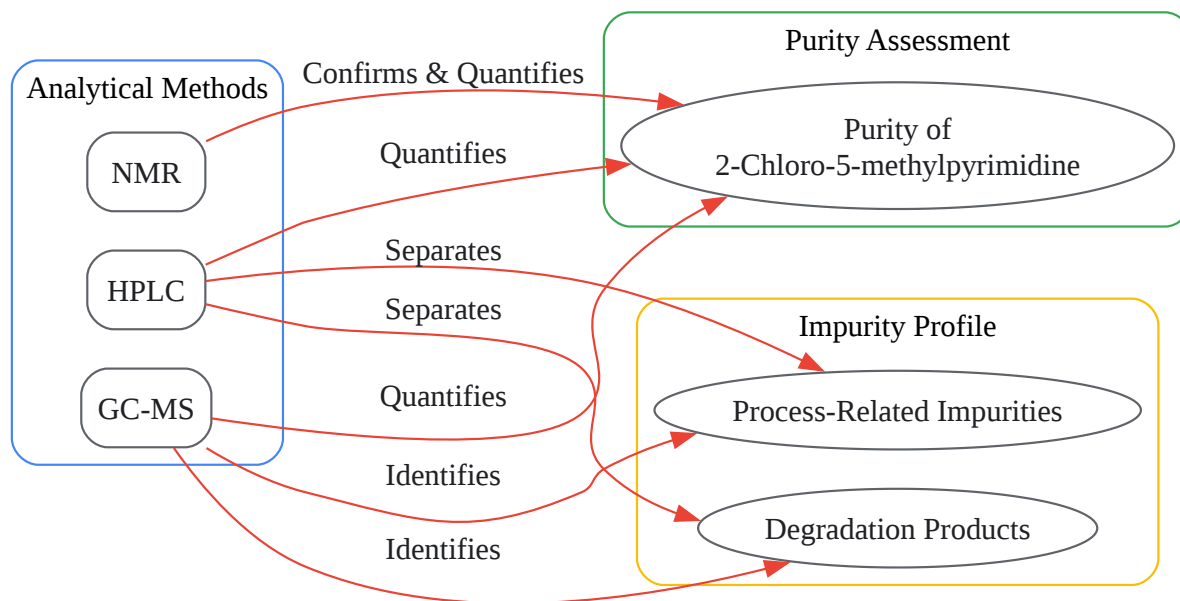 Purity Assessment
Analytical Methods
Confirms & Quantifies
Purity of
2-Chloro-5-methylpyrimidine
NMR
Quantifies
HPLC
Separates
Separates
Impurity Profile
GC-MS
Quantifies
Process-Related Impurities
Identifies
Degradation Products
Identifies